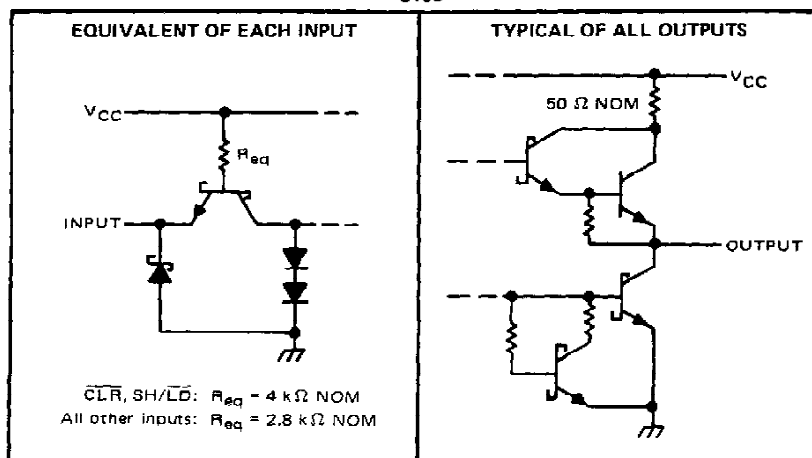 EQUIVALENT OF EACH INPUT
VCC
Req
INPUT
CLR, SH/LD: Req = 4 kΩ NOM
All other inputs: Req = 2.8 kΩ NOM
TYPICAL OF ALL OUTPUTS
VCC
50 Ω NOM
OUTPUT